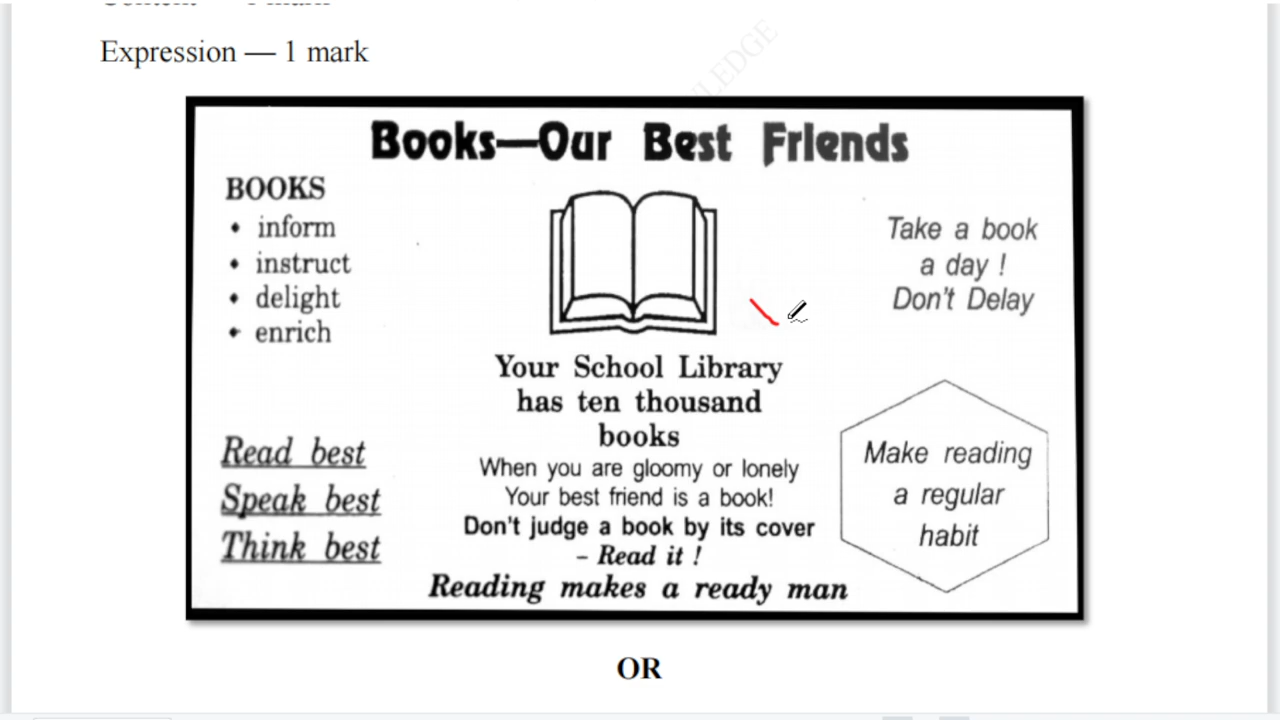 Expression — 1 mark
Books—Our Best Friends
BOOKS
• inform
• instruct
• delight
• enrich
Read best
Speak best
Think best
Your School Library
has ten thousand
books
When you are gloomy or lonely
Your best friend is a book!
Don't judge a book by its cover
– Read it !
Reading makes a ready man
Take a book
a day !
Don't Delay
Make reading
a regular
habit
OR